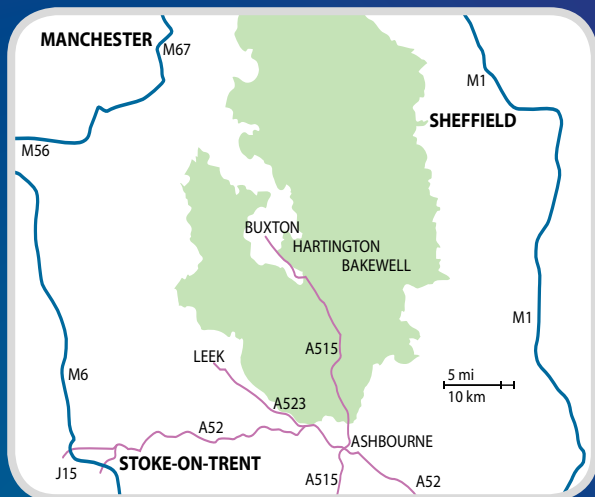 MANCHESTER
M67
M1
SHEFFIELD
M56
BUXTON
HARTINGTON
BAKEWELL
M1
LEEK
A515
M6
5 mi
10 km
A523
A52
ASHBOURNE
J15
STOKE-ON-TRENT
A515
A52